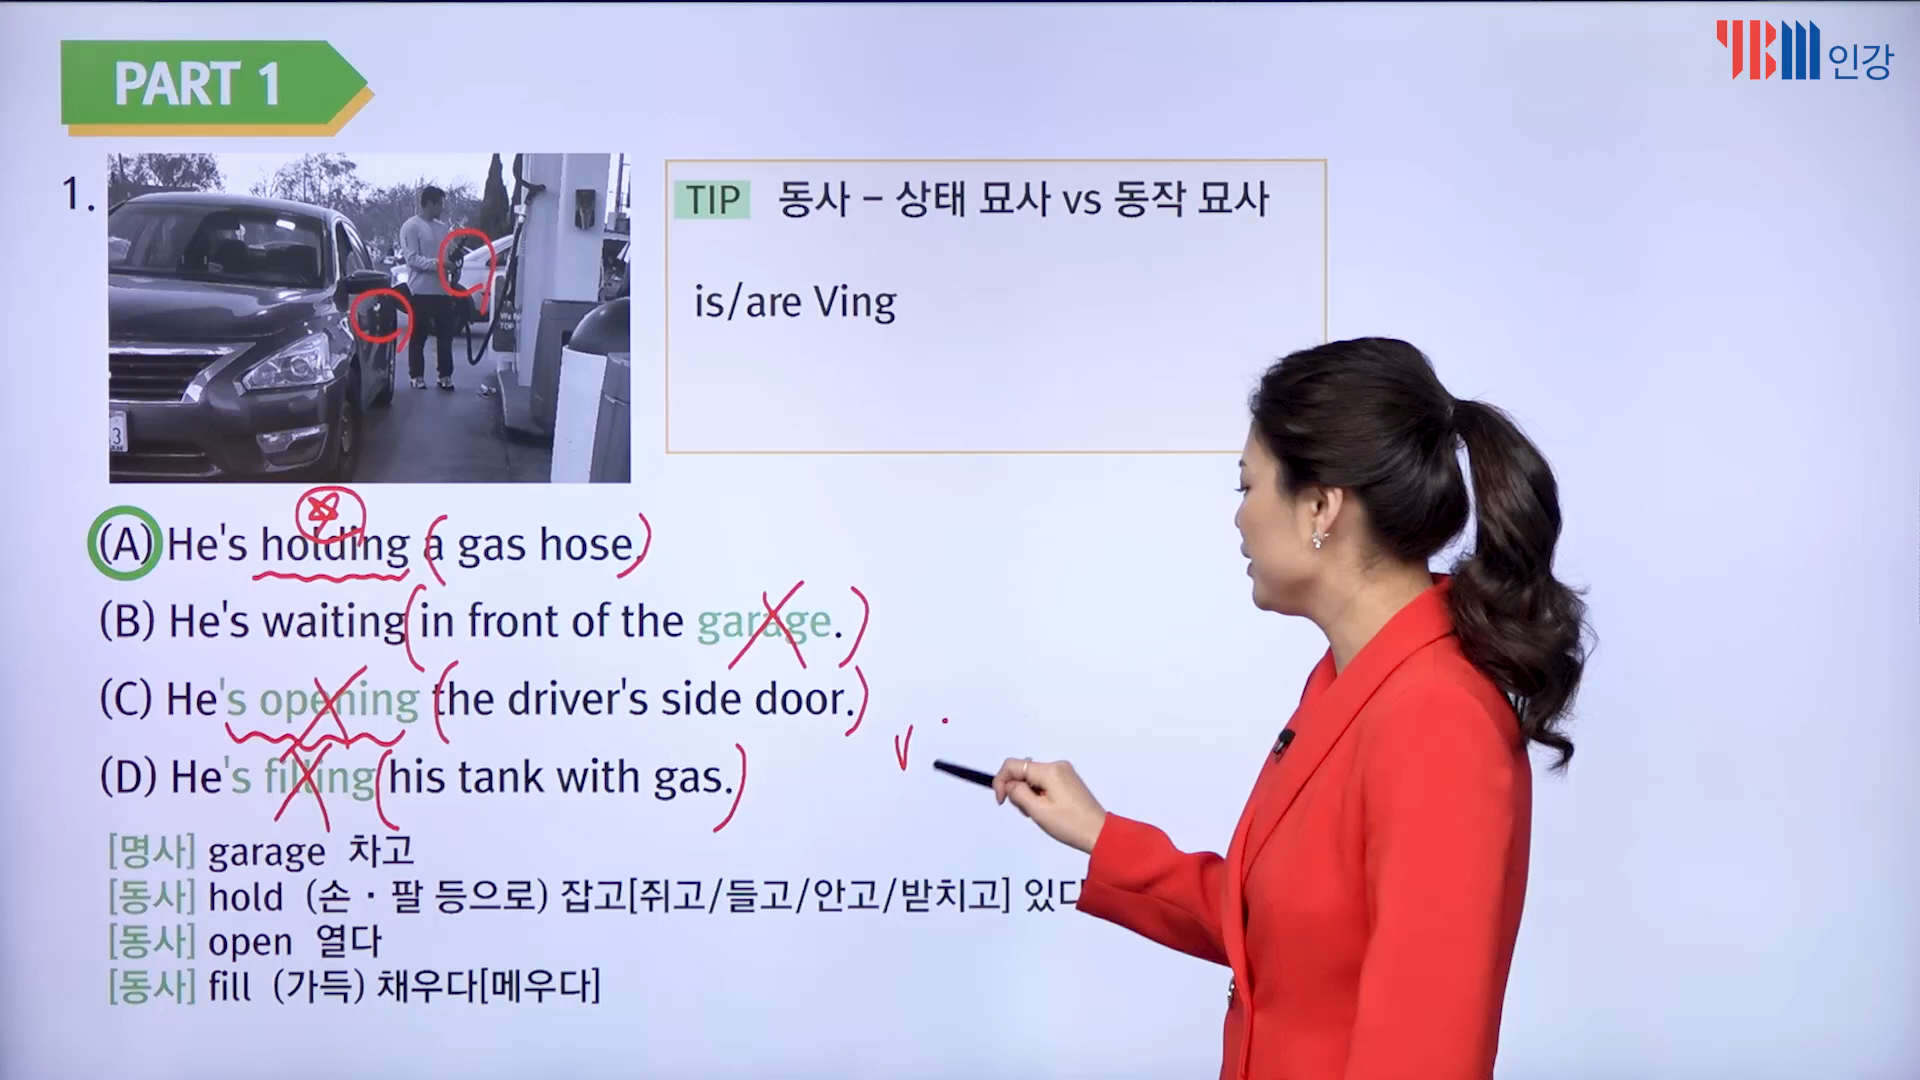 PART 1
YBM 인강
1.
TIP 동사 – 상태 묘사 vs 동작 묘사
is/are Ving
(A) He's holding a gas hose.
(B) He's waiting in front of the garage.
(C) He's opening the driver's side door.
(D) He's filling his tank with gas.
V
[명사] garage 차고
[동사] hold (손·팔 등으로) 잡고[쥐고/들고/안고/받치고] 있다
[동사] open 열다
[동사] fill (가득) 채우다[메우다]